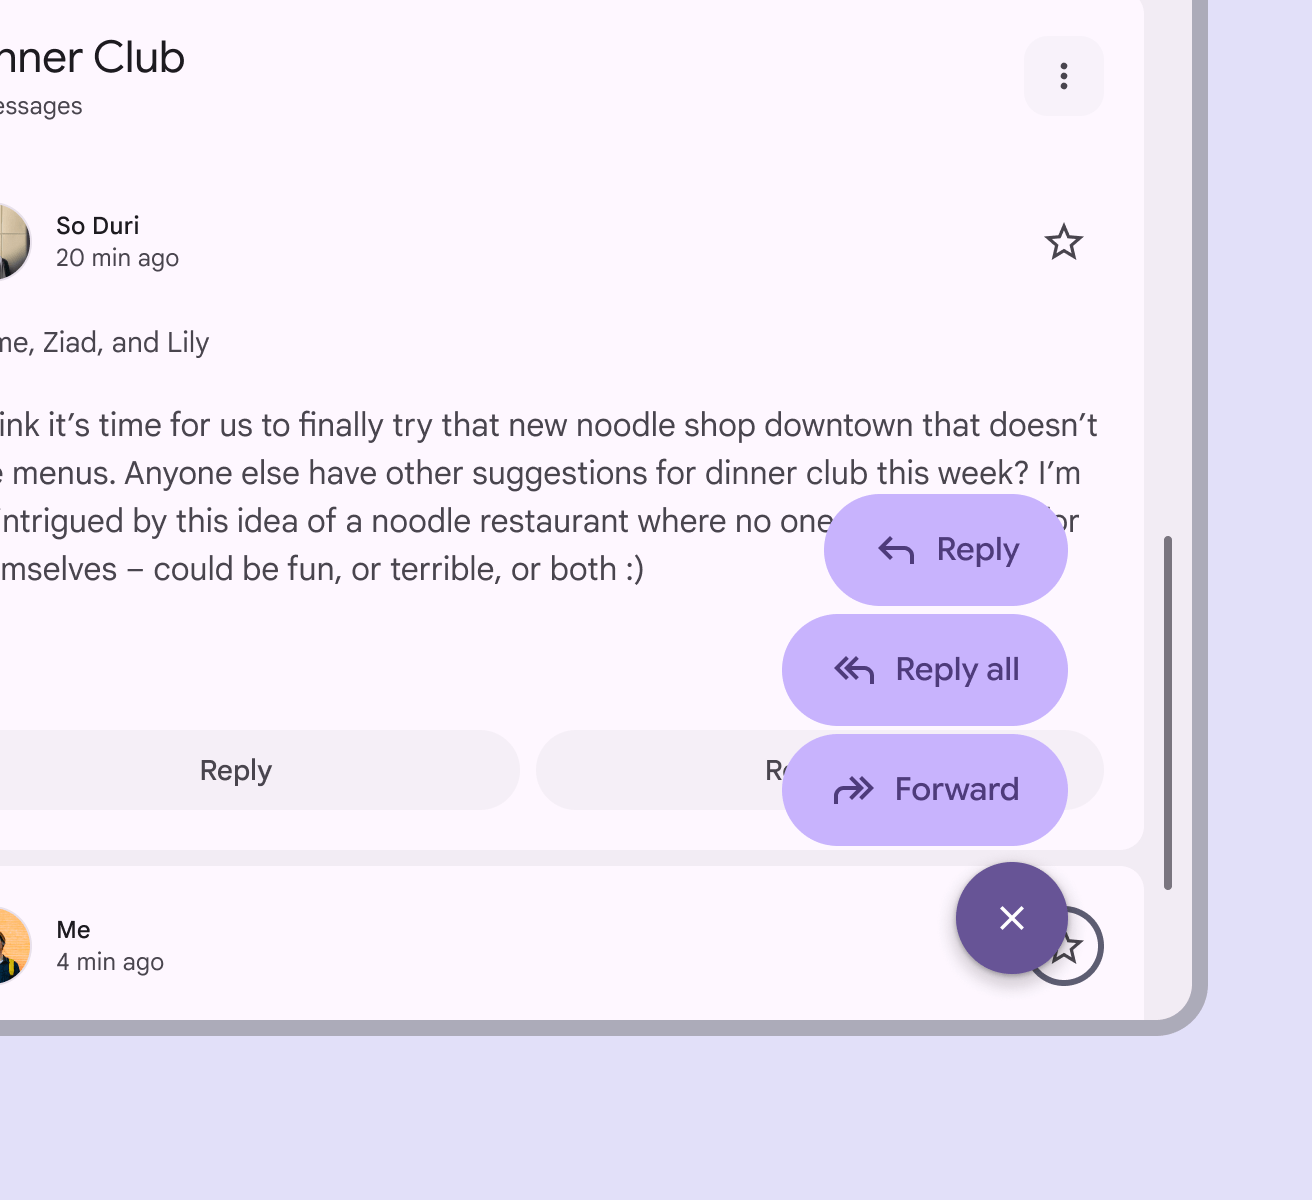 nner Club
essages
So Duri
20 min ago
me, Ziad, and Lily
ink it’s time for us to finally try that new noodle shop downtown that doesn’t
e menus. Anyone else have other suggestions for dinner club this week? I’m
intrigued by this idea of a noodle restaurant where no one or
mselves – could be fun, or terrible, or both :)
Reply
Reply all
Reply
Re
Forward
Me
4 min ago